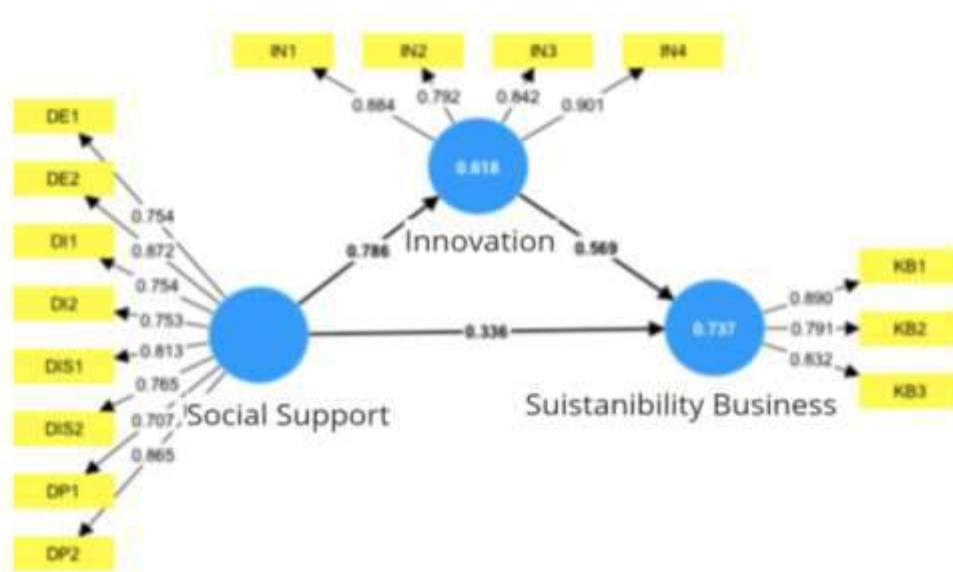 IN1 IN2 IN3 IN4
0.884 0.792 0.842 0.901
DE1
DE2
DI1
DI2
DIS1
DIS2
DP1
DP2
0.754
0.872
0.754
0.753
0.813
0.765
0.707
0.865
0.618
Innovation
0.786
0.569
0.336
Social Support
0.737
Suistanibility Business
0.890
0.791
0.832
KB1
KB2
KB3